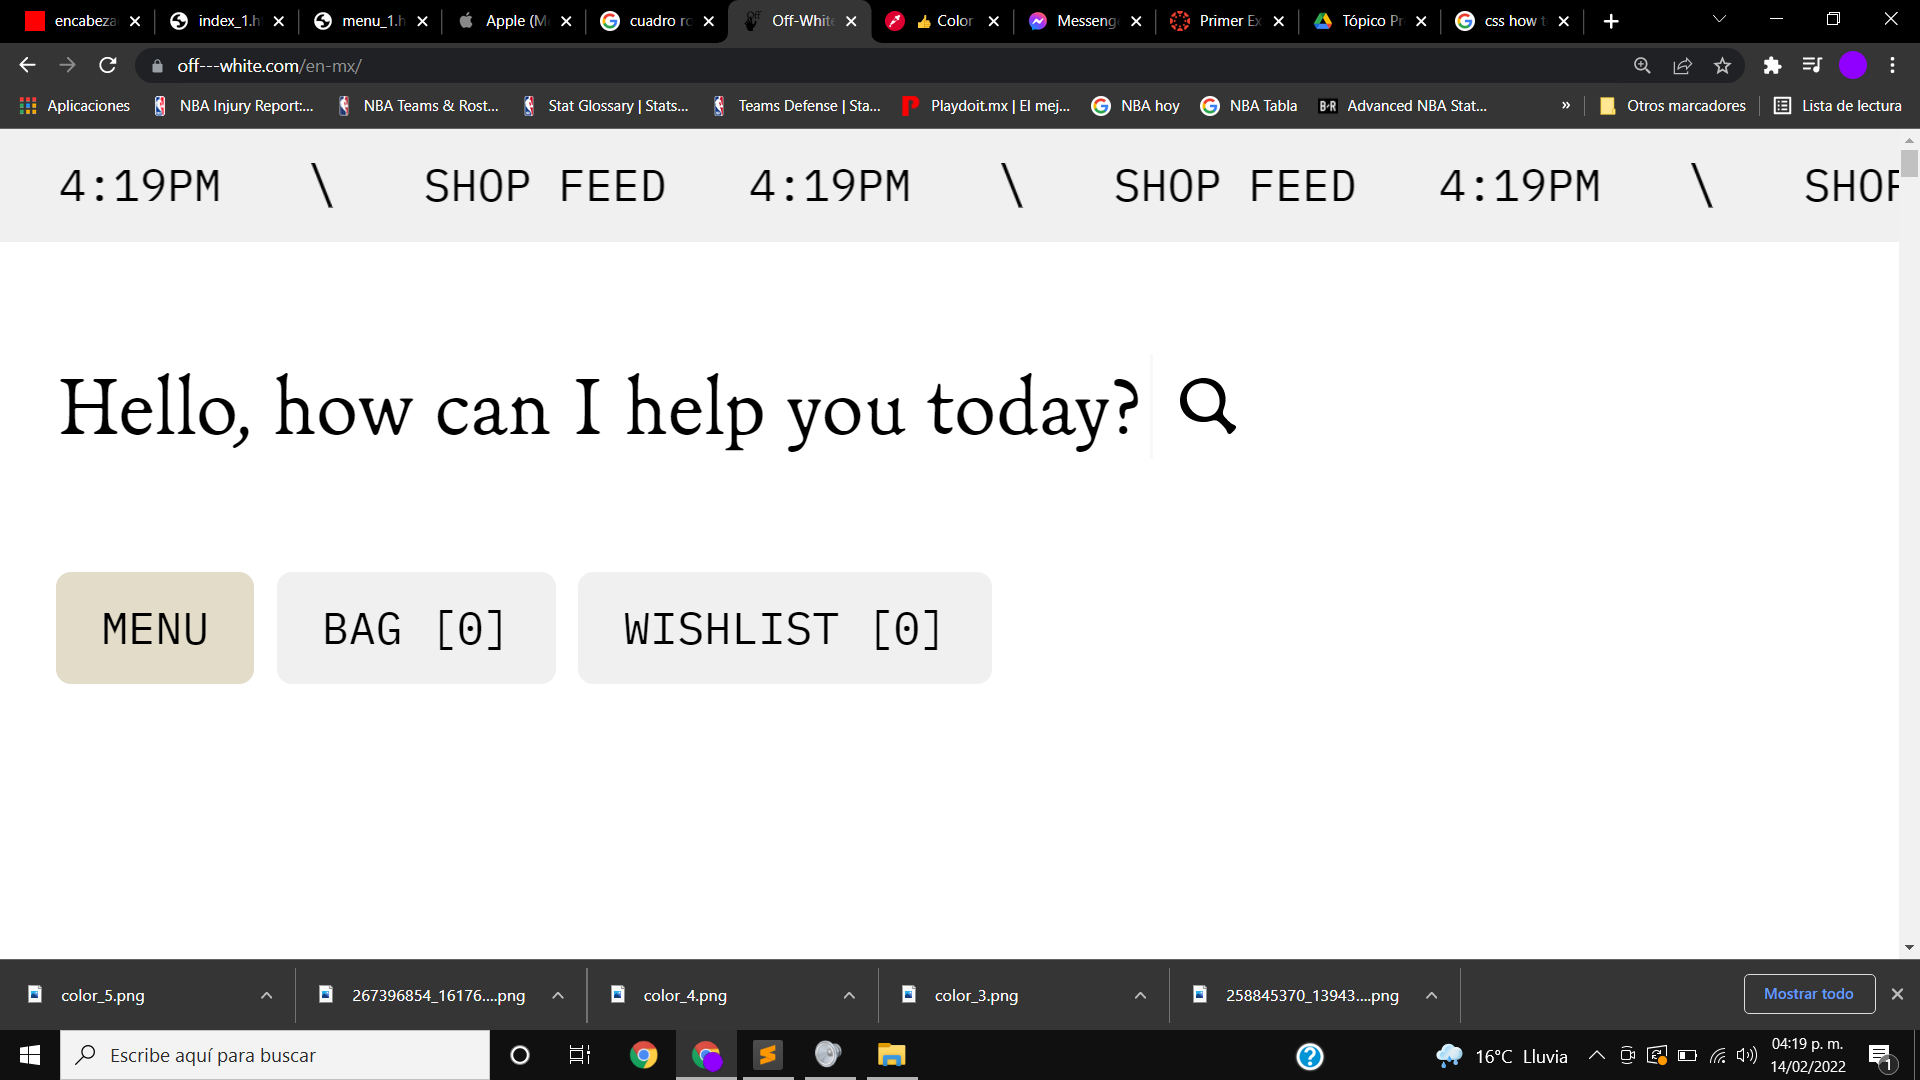 encabeza
index_1.h
menu_1.h
Apple (M
cuadro ro
Off-White
Color
Messeng
Primer Ex
Tópico Pr
css how t
off---white.com/en-mx/
Aplicaciones
NBA Injury Report:...
NBA Teams & Rost...
Stat Glossary | Stats...
Teams Defense | Sta...
Playdoit.mx | El mej...
NBA hoy
NBA Tabla
Advanced NBA Stat...
»
Otros marcadores
Lista de lectura
4:19PM \ SHOP FEED 4:19PM \ SHOP FEED 4:19PM \ SHOP
Hello, how can I help you today?
MENU
BAG [0]
WISHLIST [0]
color_5.png
267396854_16176....png
color_4.png
color_3.png
258845370_13943....png
Mostrar todo
Escribe aquí para buscar
16°C Lluvia
04:19 p. m.
14/02/2022
1